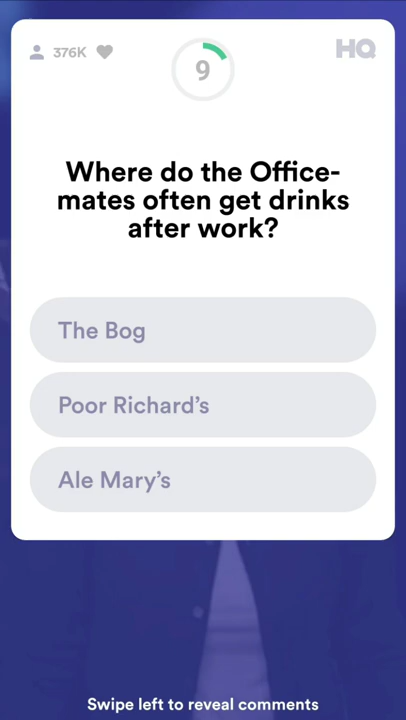 376K
9
HQ
Where do the Office-
mates often get drinks
after work?
The Bog
Poor Richard’s
Ale Mary’s
Swipe left to reveal comments